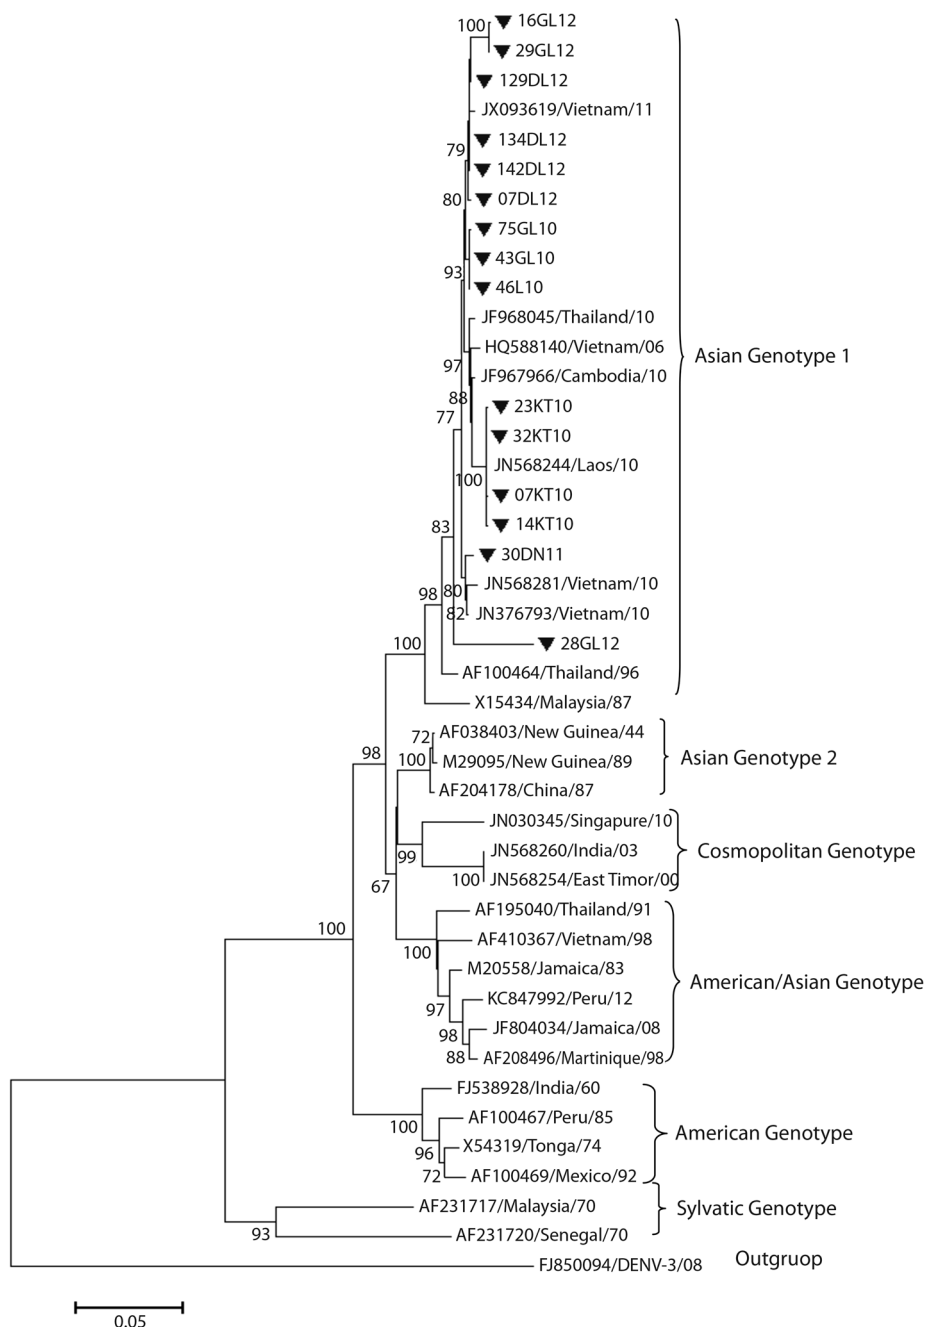 100
16GL12
29GL12
129DL12
JX093619/Vietnam/11
134DL12
79
142DL12
80
07DL12
75GL10
43GL10
93
46L10
JF968045/Thailand/10
HQ588140/Vietnam/06
Asian Genotype 1
97
JF967966/Cambodia/10
88
23KT10
77
32KT10
JN568244/Laos/10
100
07KT10
14KT10
83
30DN11
JN568281/Vietnam/10
98
80
82
JN376793/Vietnam/10
100
28GL12
AF100464/Thailand/96
X15434/Malaysia/87
72
AF038403/New Guinea/44
98
100
M29095/New Guinea/89
Asian Genotype 2
AF204178/China/87
JN030345/Singapure/10
99
JN568260/India/03
Cosmopolitan Genotype
67
100
JN568254/East Timor/00
AF195040/Thailand/91
100
AF410367/Vietnam/98
100
M20558/Jamaica/83
American/Asian Genotype
KC847992/Peru/12
97
JF804034/Jamaica/08
98
88
AF208496/Martinique/98
FJ538928/India/60
AF100467/Peru/85
100
American Genotype
X54319/Tonga/74
96
72
AF100469/Mexico/92
AF231717/Malaysia/70
Sylvatic Genotype
93
AF231720/Senegal/70
FJ850094/DENV-3/08
Outgruop
0.05